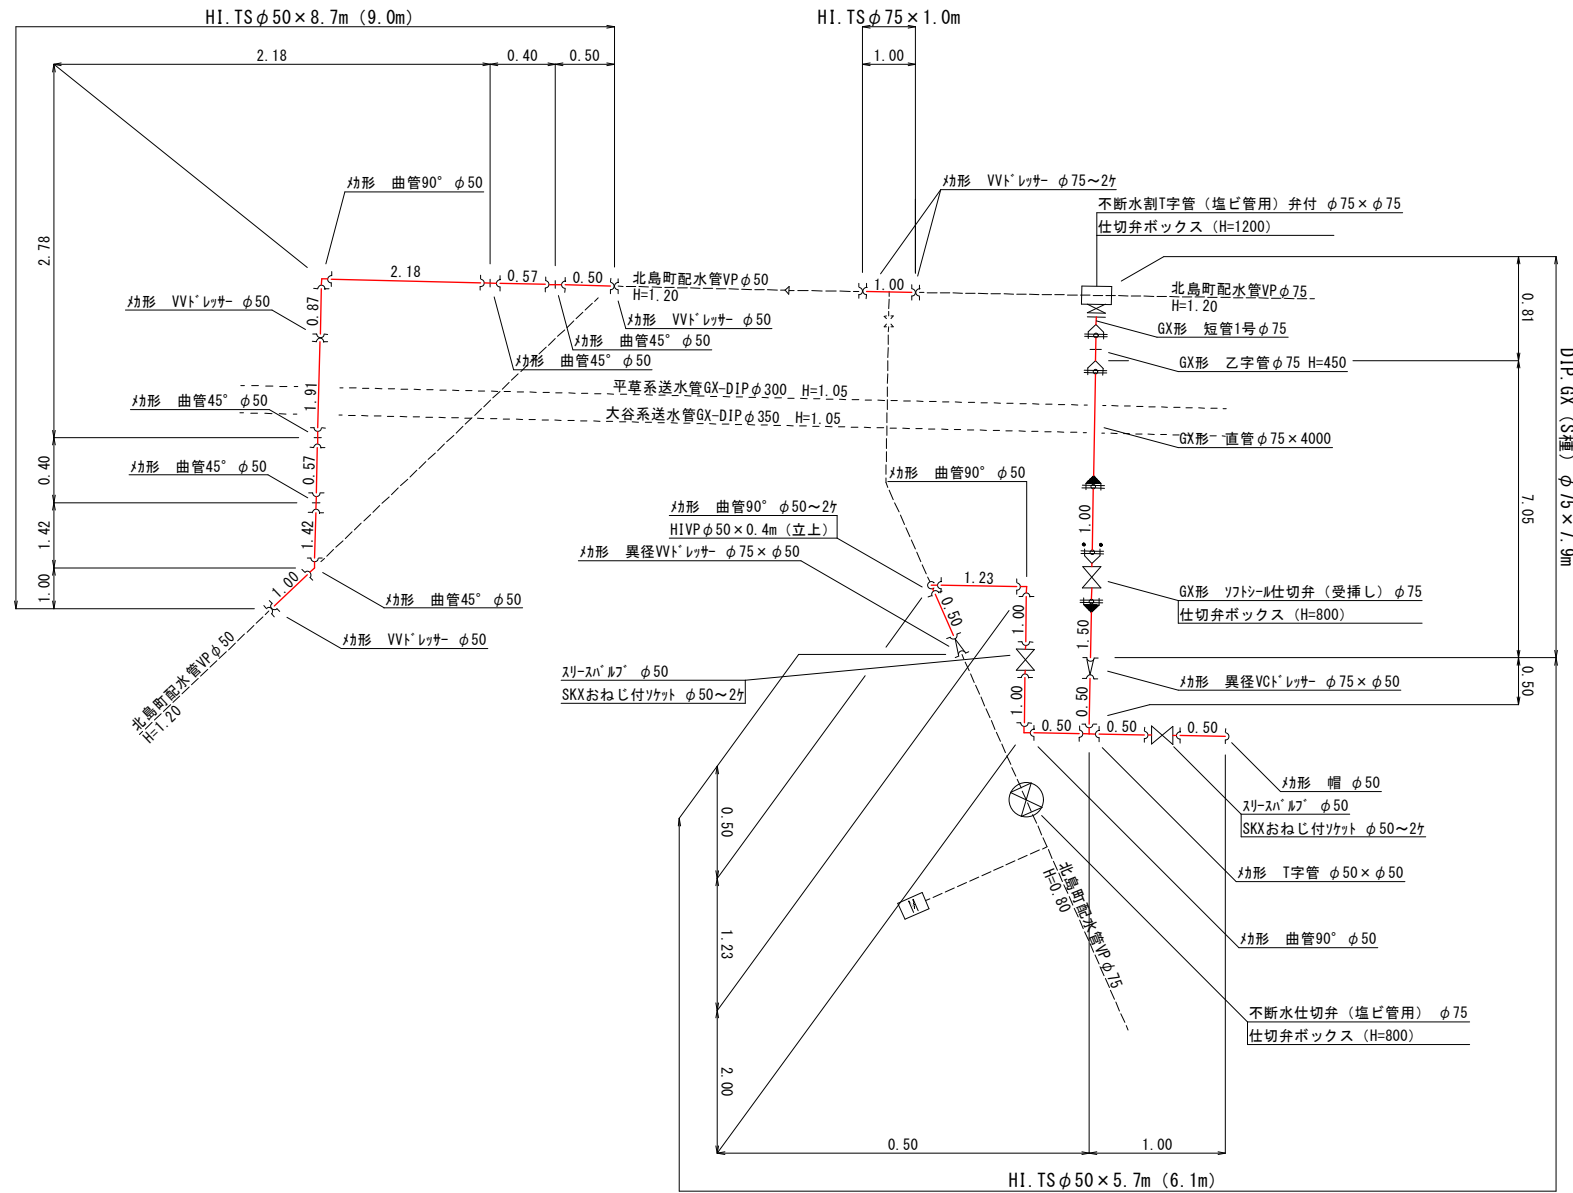 HI.TSφ50×8.7m (9.0m)
HI.TSφ75×1.0m
2.18
0.40
0.50
1.00
ﾒｶ形 曲管90° φ50
ﾒｶ形 VVﾄﾞﾚｯｻｰ φ75～2ｹ
不断水割T字管（塩ビ管用）弁付 φ75×φ75
仕切弁ボックス（H=1200）
2.78
2.18
0.57
0.50
北島町配水管VPφ50
H=1.20
1.00
北島町配水管VPφ75
H=1.20
0.81
ﾒｶ形 VVﾄﾞﾚｯｻｰ φ50
0.87
ﾒｶ形 VVﾄﾞﾚｯｻｰ φ50
GX形 短管1号φ75
ﾒｶ形 曲管45° φ50
ﾒｶ形 曲管45° φ50
GX形 乙字管φ75 H=450
DIP.GX（S種）φ75×7.9m
平草系送水管GX-DIPφ300 H=1.05
1.91
ﾒｶ形 曲管45° φ50
大谷系送水管GX-DIPφ350 H=1.05
GX形 直管φ75×4000
0.40
0.57
ﾒｶ形 曲管45° φ50
ﾒｶ形 曲管90° φ50
7.05
1.42
1.42
ﾒｶ形 曲管90° φ50～2ｹ
HIVPφ50×0.4m（立上）
1.00
ﾒｶ形 異径VVﾄﾞﾚｯｻｰ φ75×φ50
1.00
1.00
ﾒｶ形 曲管45° φ50
1.23
GX形 ｿﾌﾄｼｰﾙ仕切弁（受挿し）φ75
仕切弁ボックス（H=800）
0.50
1.00
1.50
ﾒｶ形 VVﾄﾞﾚｯｻｰ φ50
北島町配水管VPφ50
H=1.20
ｽﾘｰｽﾊﾞﾙﾌﾞ φ50
SKXおねじ付ｿｹｯﾄ φ50～2ｹ
ﾒｶ形 異径VCﾄﾞﾚｯｻｰ φ75×φ50
0.50
1.00
0.50
0.50
0.50
0.50
ﾒｶ形 帽 φ50
ｽﾘｰｽﾊﾞﾙﾌﾞ φ50
SKXおねじ付ｿｹｯﾄ φ50～2ｹ
0.50
ﾒｶ形 T字管 φ50×φ50
北島町配水管VPφ75
H=0.80
M
1.23
ﾒｶ形 曲管90° φ50
不断水仕切弁（塩ビ管用） φ75
仕切弁ボックス（H=800）
2.00
0.50
1.00
HI.TSφ50×5.7m (6.1m)